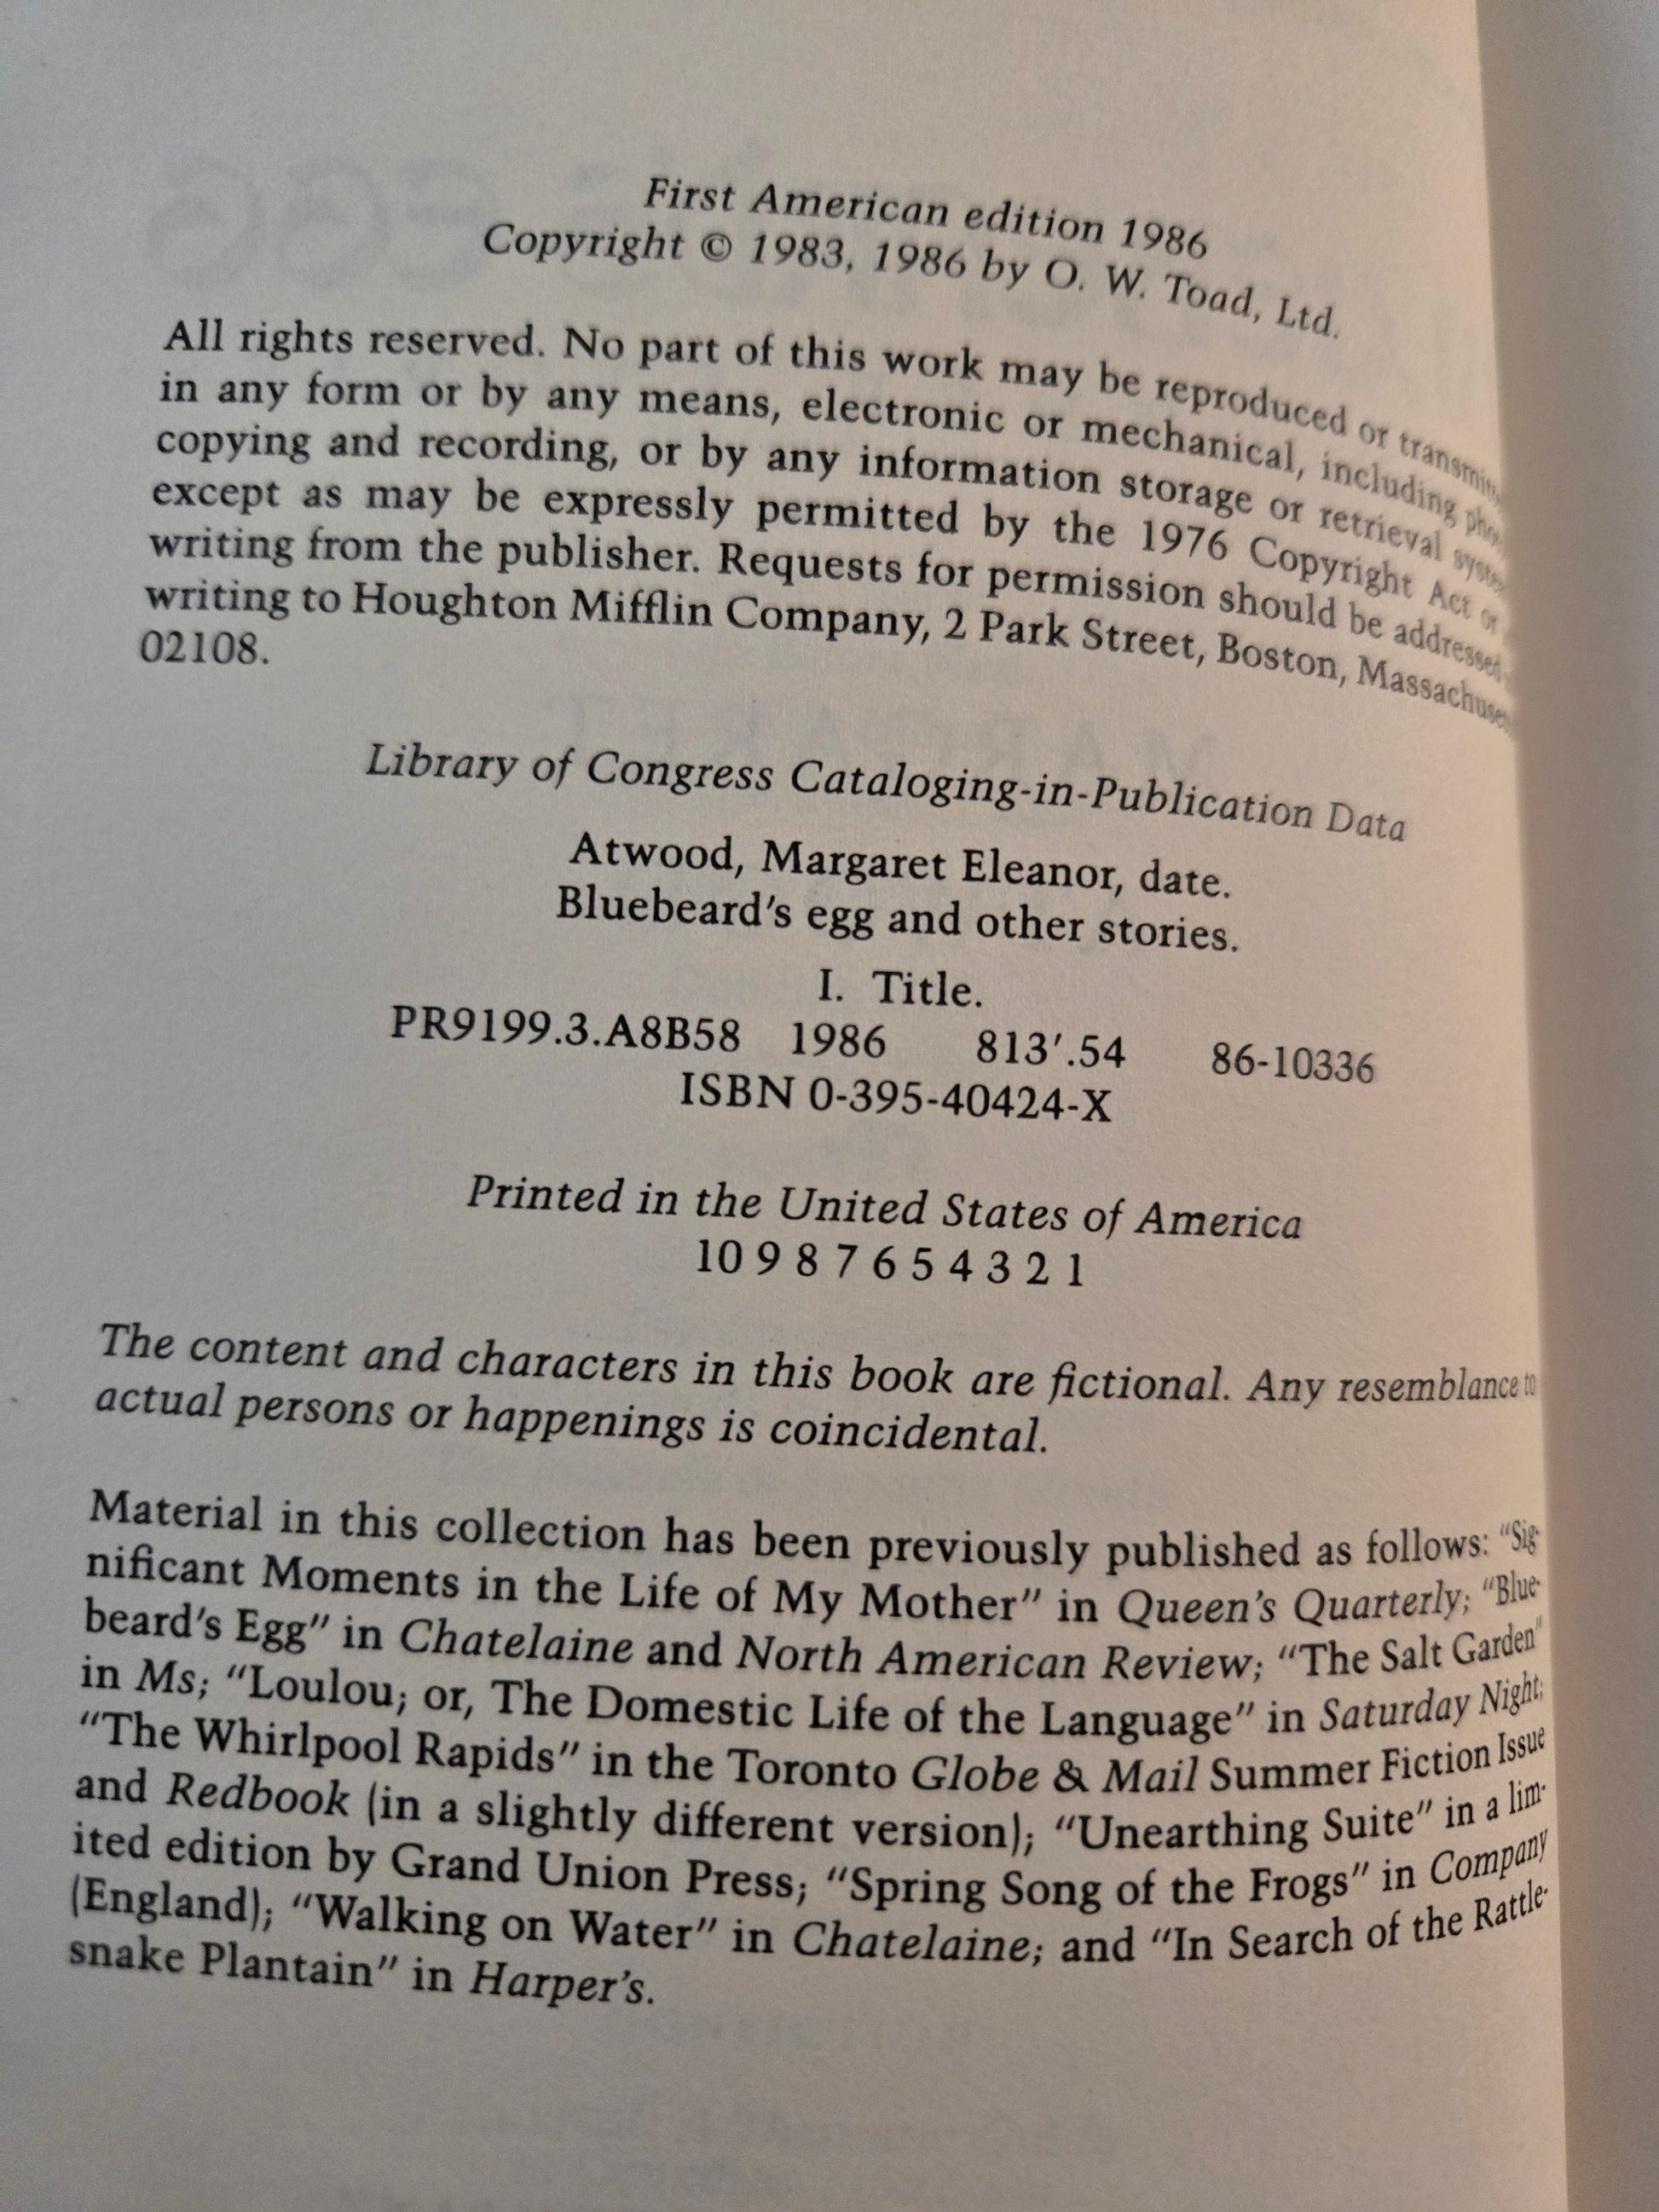 First American edition 1986
Copyright © 1983, 1986 by O. W. Toad, Ltd.
All rights reserved. No part of this work may be reproduced or
in any form or by any means, electronic or mechanical, including
copying and recording, or by any information storage or retrieval
except as may be expressly permitted by the 1976 Copyright Act or
writing from the publisher. Requests for permission should be addressed
writing to Houghton Mifflin Company, 2 Park Street, Boston,
02108.
Library of Congress Cataloging-in-Publication Data
Atwood, Margaret Eleanor, date.
Bluebeard's egg and other stories.
I. Title.
PR9199.3.A8B58 1986 813′.54 86-10336
ISBN 0-395-40424-X
Printed in the United States of America
10 9 8 7 6 5 4 3 2 1
The content and characters in this book are fictional. Any resemblance to
actual persons or happenings is coincidental.
Material in this collection has been previously published as follows: "Sig-
nificant Moments in the Life of My Mother" in Queen's Quarterly; "Blue-
beard's Egg" in Chatelaine and North American Review; "The Salt Garden"
in Ms; "Loulou; or, The Domestic Life of the Language" in Saturday Night;
"The Whirlpool Rapids" in the Toronto Globe & Mail Summer Fiction Issue
and Redbook (in a slightly different version); "Unearthing Suite" in a lim-
ited edition by Grand Union Press; "Spring Song of the Frogs" in Company
(England); "Walking on Water" in Chatelaine; and "In Search of the Rattle-
snake Plantain" in Harper's.